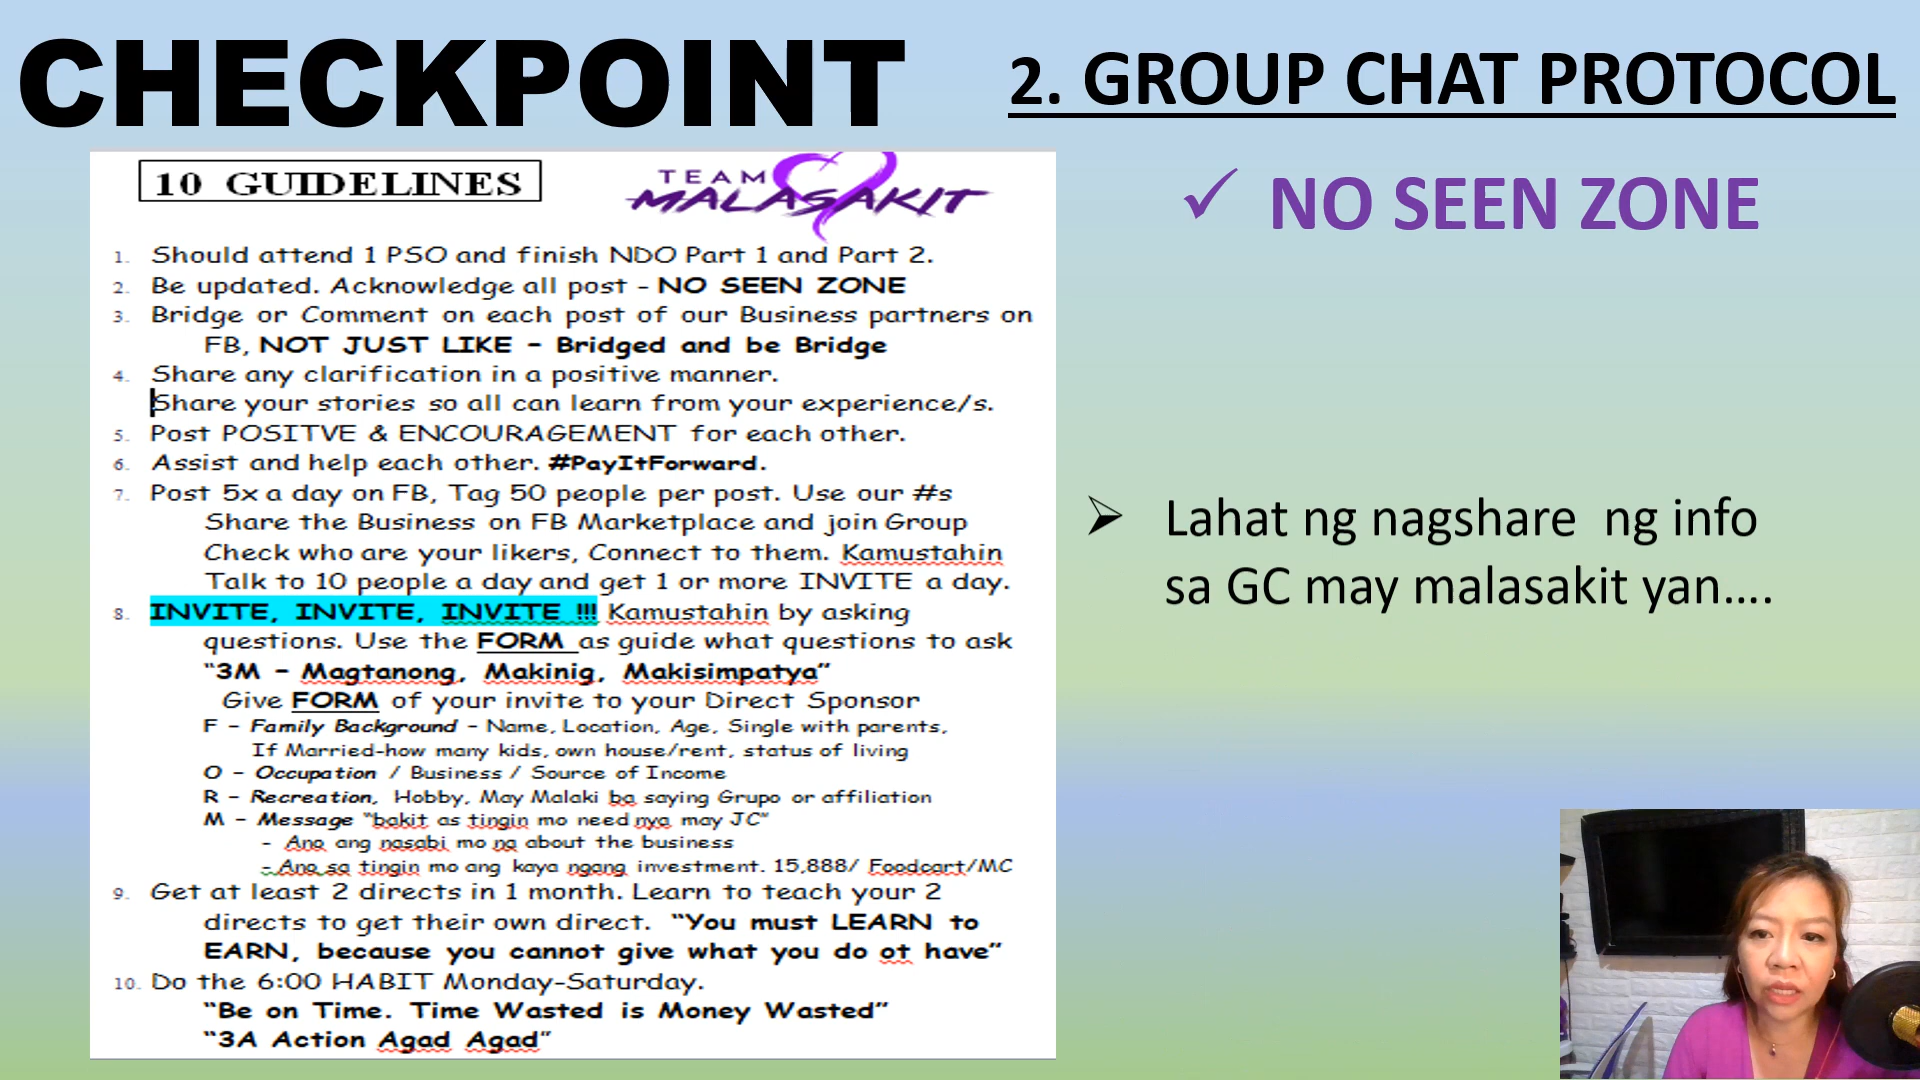 CHECKPOINT
2. GROUP CHAT PROTOCOL
10 GUIDELINES
TEAM
MALASAKIT
1. Should attend 1 PSO and finish NDO Part 1 and Part 2.
2. Be updated. Acknowledge all post - NO SEEN ZONE
3. Bridge or Comment on each post of our Business partners on
FB, NOT JUST LIKE – Bridged and be Bridge
4. Share any clarification in a positive manner.
Share your stories so all can learn from your experience/s.
5. Post POSITVE & ENCOURAGEMENT for each other.
6. Assist and help each other. #PayItForward.
7. Post 5x a day on FB, Tag 50 people per post. Use our #s
Share the Business on FB Marketplace and join Group
Check who are your likers, Connect to them. Kamustahin
Talk to 10 people a day and get 1 or more INVITE a day.
8. INVITE, INVITE, INVITE !!! Kamustahin by asking
questions. Use the FORM as guide what questions to ask
"3M – Magtanong, Makinig, Makisimpatya"
Give FORM of your invite to your Direct Sponsor
F – Family Background – Name, Location, Age, Single with parents,
If Married-how many kids, own house/rent, status of living
O – Occupation / Business / Source of Income
R – Recreation, Hobby, May Malaki ba saying Grupo or affiliation
M – Message "bakit as tingin mo need nya may JC"
- Ano ang nasabi mo na about the business
- Ano sa tingin mo ang kaya ngang investment. 15,888/ Foodcart/MC
9. Get at least 2 directs in 1 month. Learn to teach your 2
directs to get their own direct. "You must LEARN to
EARN, because you cannot give what you do ot have"
10. Do the 6:00 HABIT Monday-Saturday.
"Be on Time. Time Wasted is Money Wasted"
"3A Action Agad Agad"
✓ NO SEEN ZONE
➢ Lahat ng nagshare ng info
sa GC may malasakit yan....